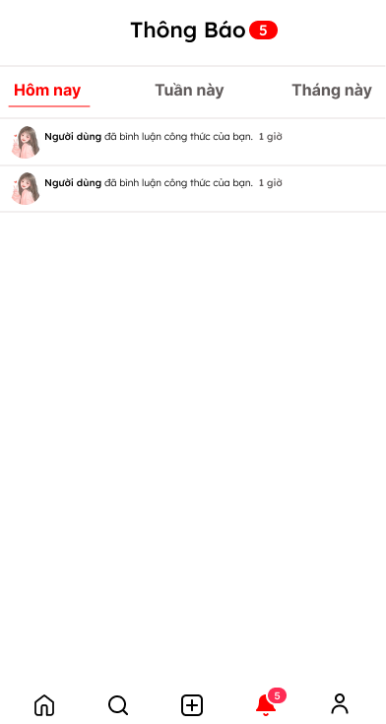 Thông Báo 5
Hôm nay Tuần này Tháng này
Người dùng đã bình luận công thức của bạn. 1 giờ
Người dùng đã bình luận công thức của bạn. 1 giờ
5